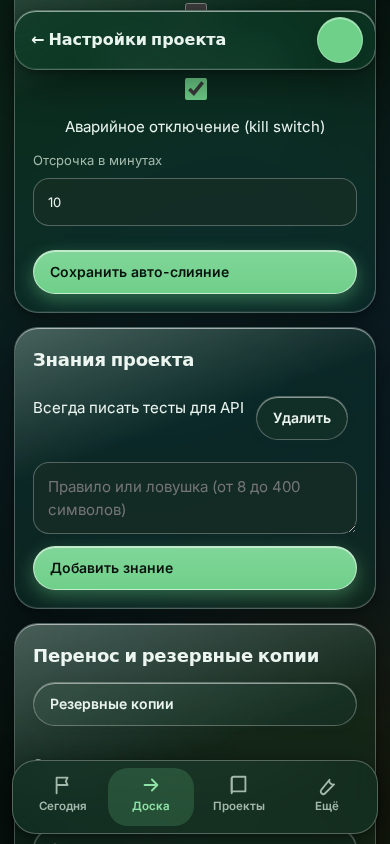 ← Настройки проекта
Аварийное отключение (kill switch)
Отсрочка в минутах
10
Сохранить авто-слияние
Знания проекта
Всегда писать тесты для API
Удалить
Правило или ловушка (от 8 до 400
символов)
Добавить знание
Перенос и резервные копии
Резервные копии
Сегодня
Доска
Проекты
Ещё